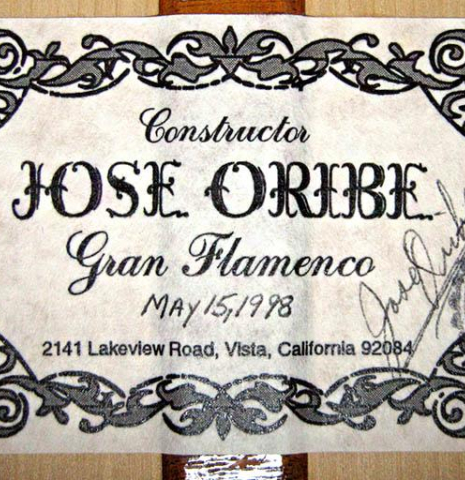 Constructor
JOSE ORIBE
Gran Flamenco
MAY 15, 1998
2141 Lakeview Road, Vista, California 92084